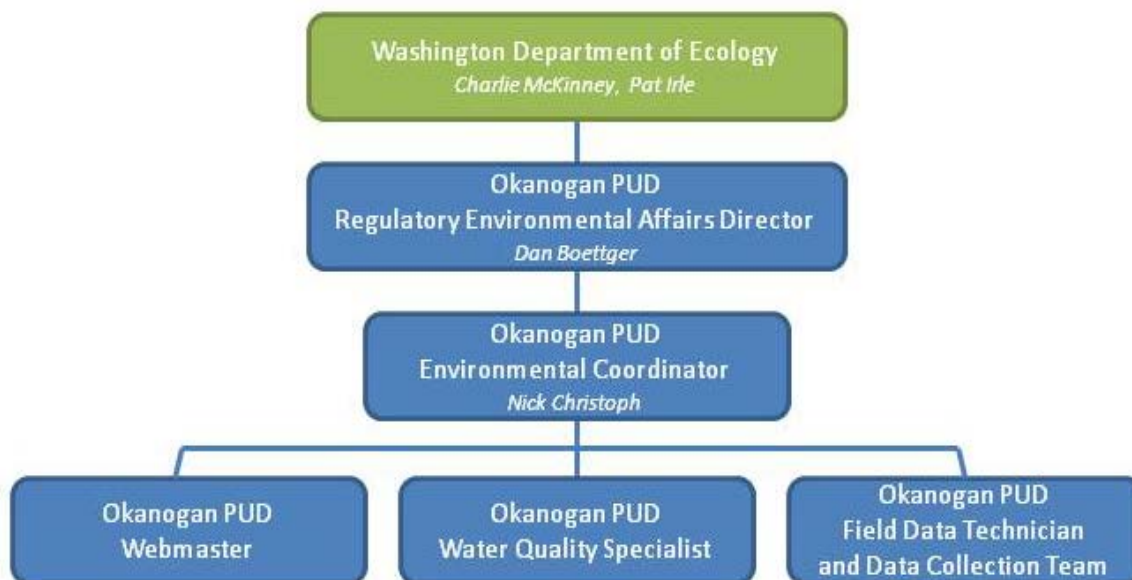 Washington Department of Ecology
Charlie McKinney, Pat Irle
Okanogan PUD
Regulatory Environmental Affairs Director
Dan Boettger
Okanogan PUD
Environmental Coordinator
Nick Christoph
Okanogan PUD
Webmaster
Okanogan PUD
Water Quality Specialist
Okanogan PUD
Field Data Technician
and Data Collection Team